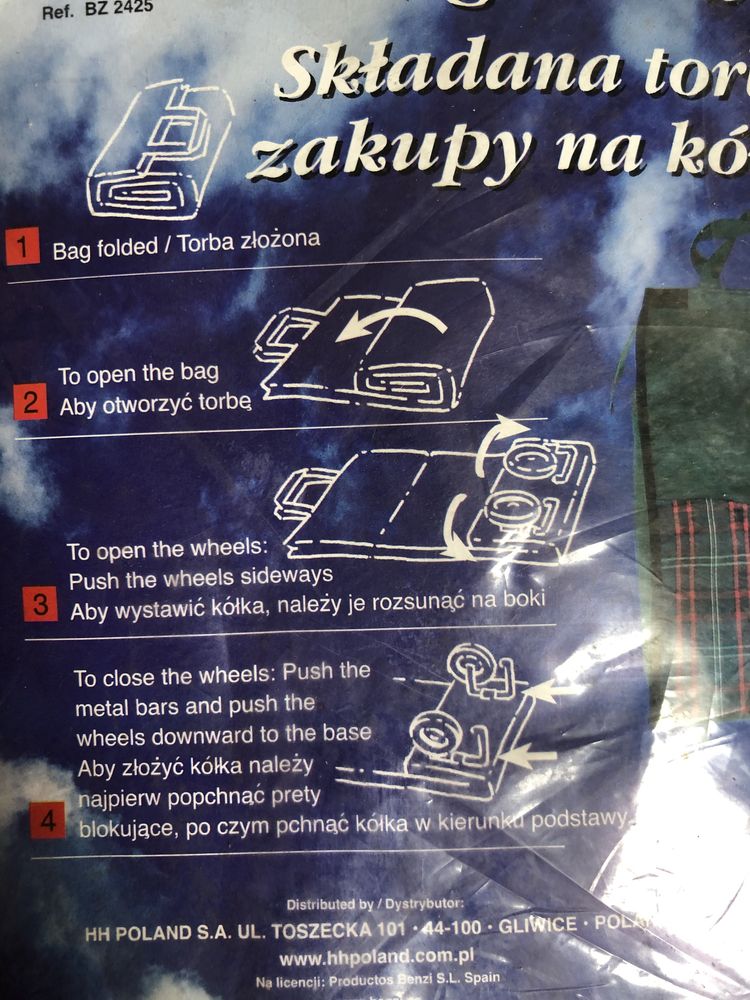 Ref. BZ 2425
Składana
zakupy na
1 Bag folded / Torba złożona
To open the bag
2 Aby otworzyć torbę
To open the wheels:
Push the wheels sideways
3 Aby wystawić kółka, należy je rozsunąć na boki
To close the wheels: Push the
metal bars and push the
wheels downward to the base
Aby złożyć kółka należy
najpierw popchnąć prety
4 blokujące, po czym pchnąć kółka w kierunku podstawy
Distributed by / Dystrybutor:
HH POLAND S.A. UL. TOSZECKA 101 · 44-100 · GLIWICE ·
www.hhpoland.com.pl
Na licencji: Productos Benzi S.L. Spain